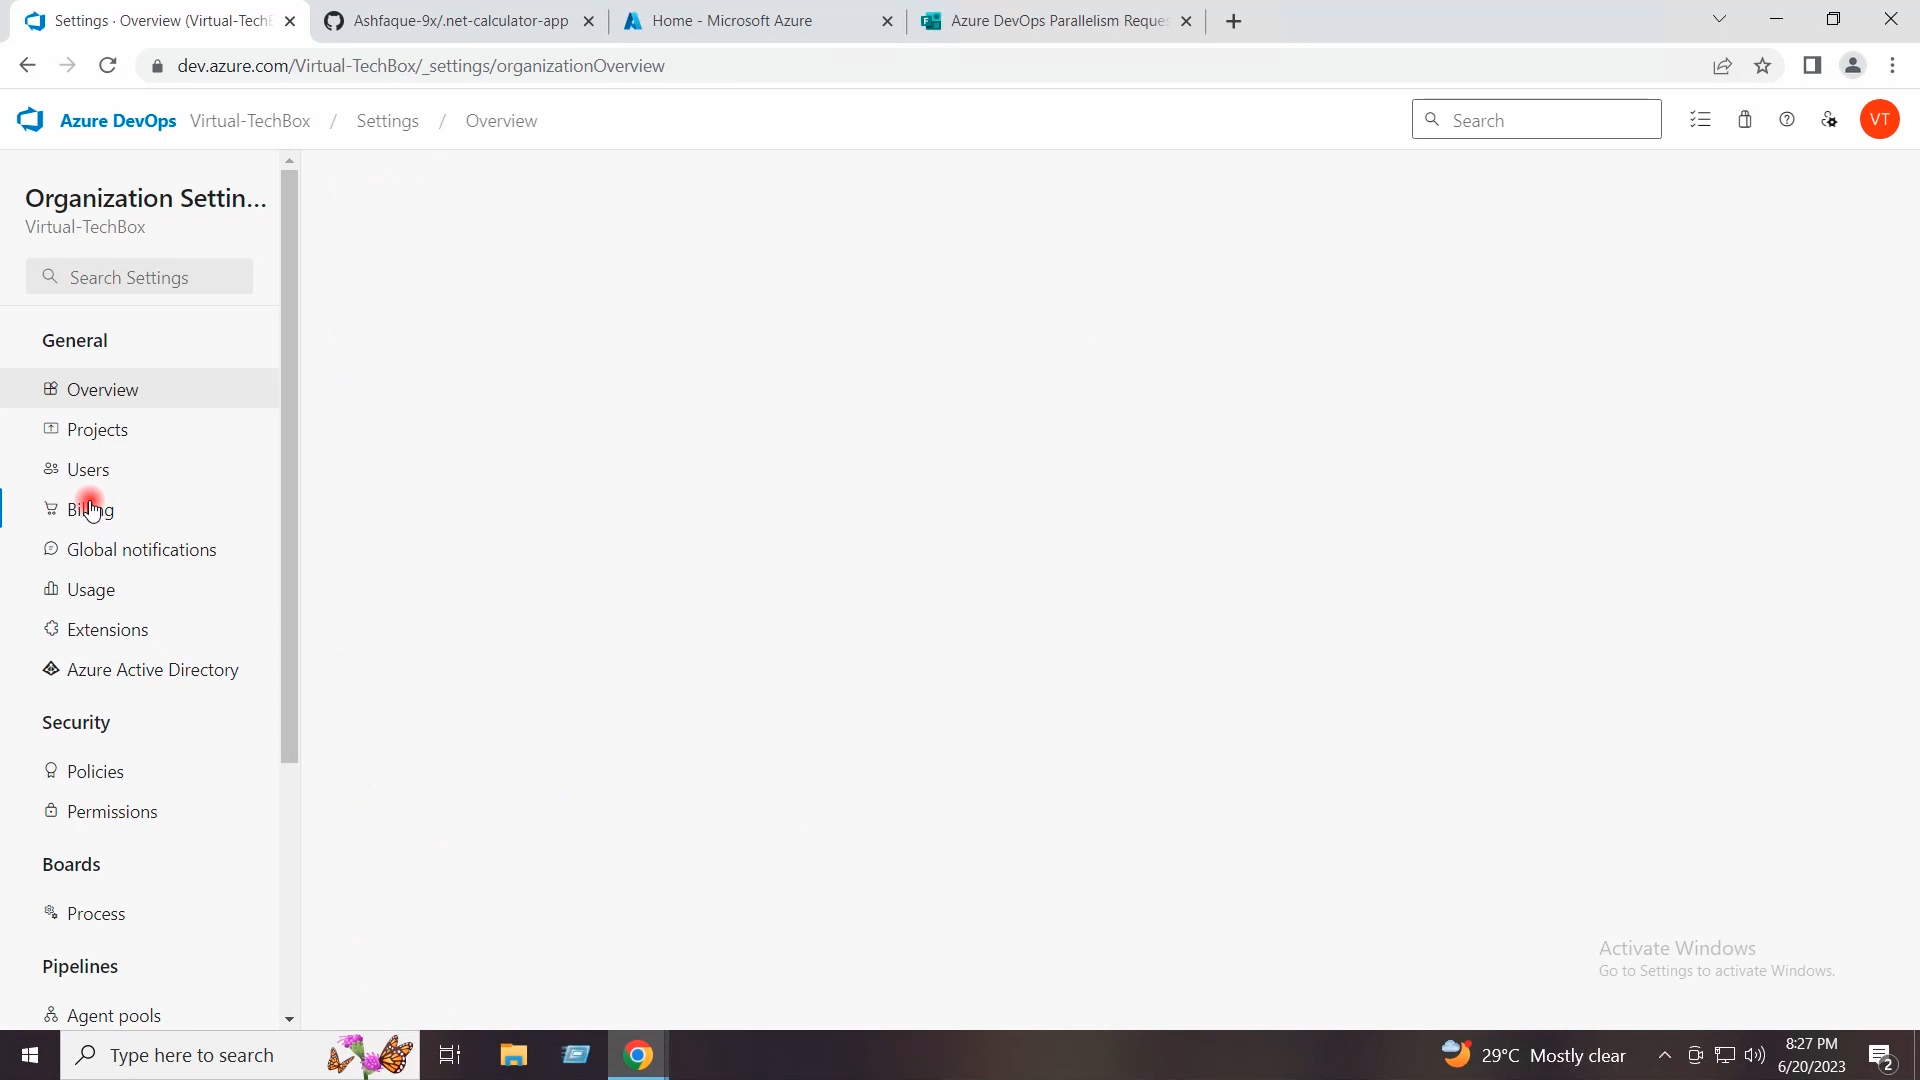 Settings · Overview (Virtual-Tech
Ashfaque-9x/.net-calculator-app
Home - Microsoft Azure
Azure DevOps Parallelism Reques
dev.azure.com/Virtual-TechBox/_settings/organizationOverview
Azure DevOps Virtual-TechBox / Settings / Overview
Search
VT
Organization Settin...
Virtual-TechBox
Search Settings
General
Overview
Projects
Users
Billing
Global notifications
Usage
Extensions
Azure Active Directory
Security
Policies
Permissions
Boards
Process
Pipelines
Agent pools
Activate Windows
Go to Settings to activate Windows.
Type here to search
29°C Mostly clear
8:27 PM
6/20/2023
2